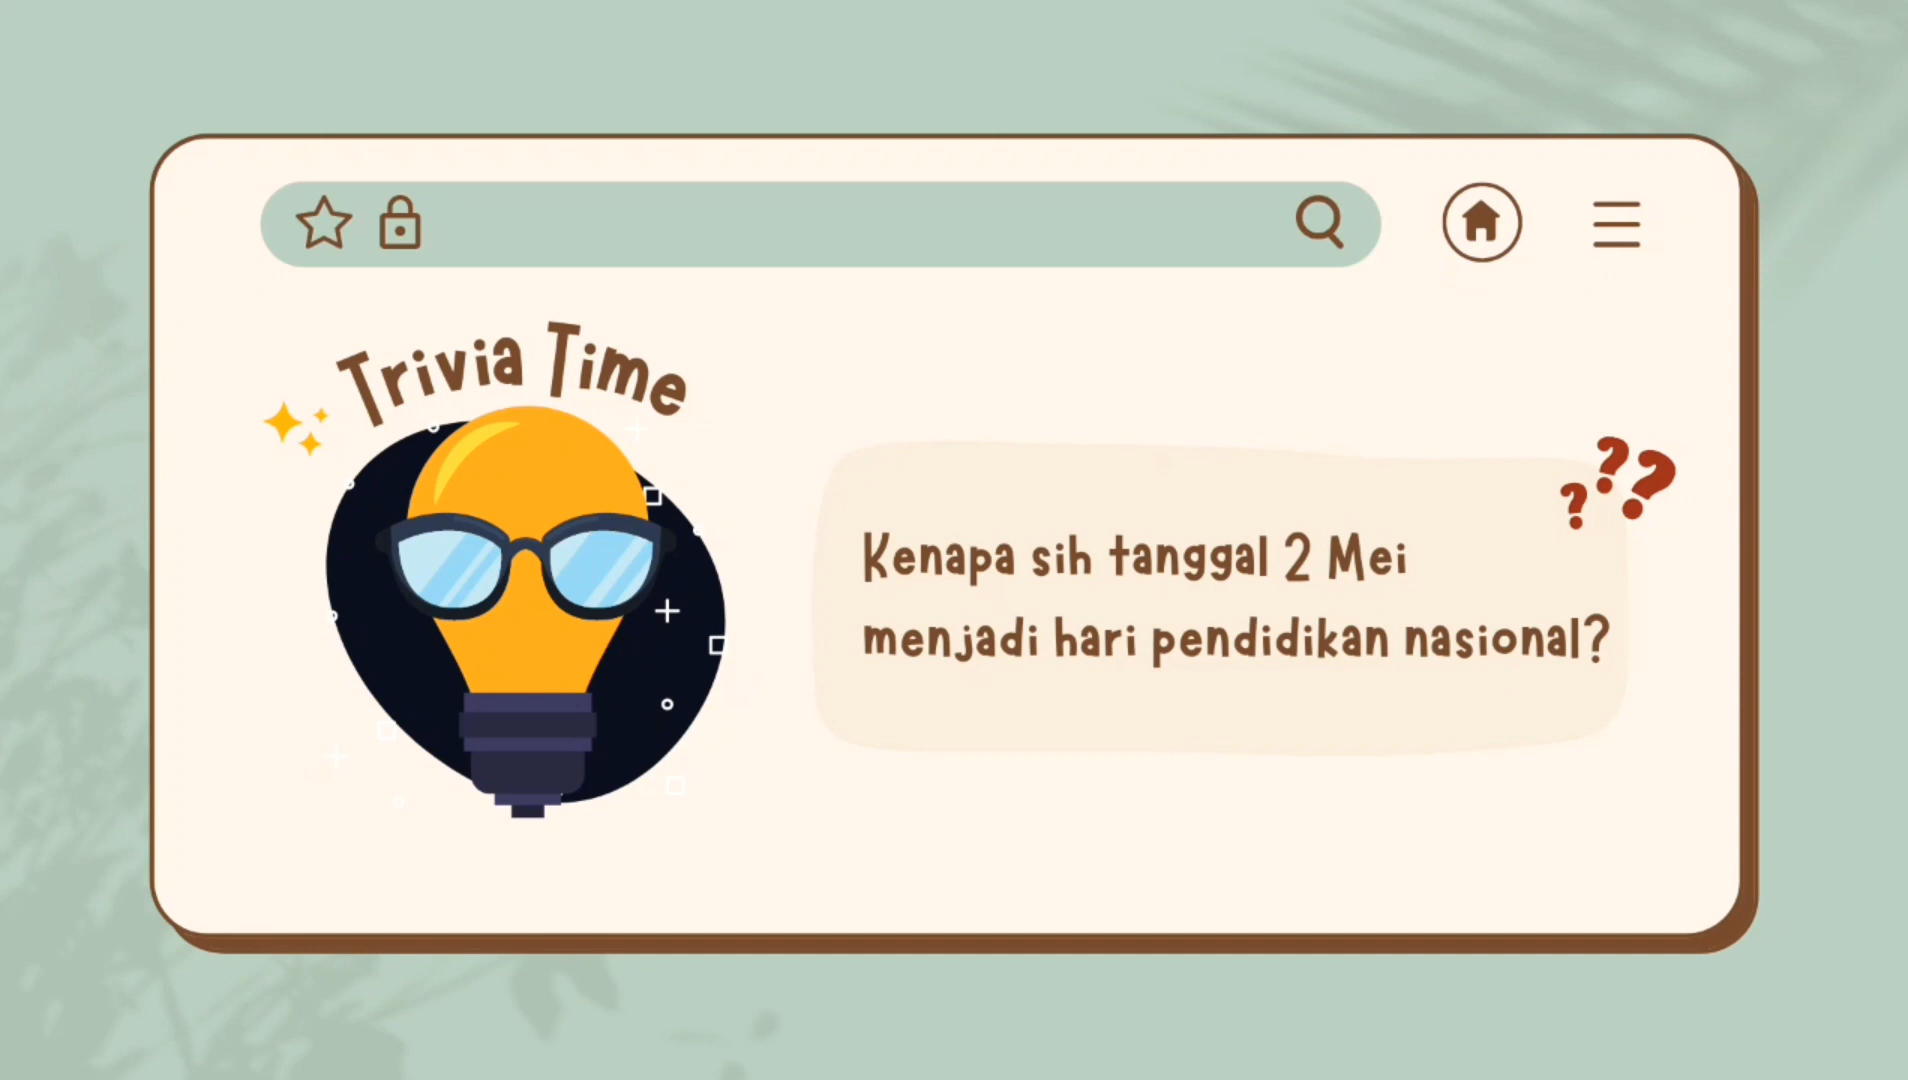 Trivia Time
???
Kenapa sih tanggal 2 Mei
menjadi hari pendidikan nasional?